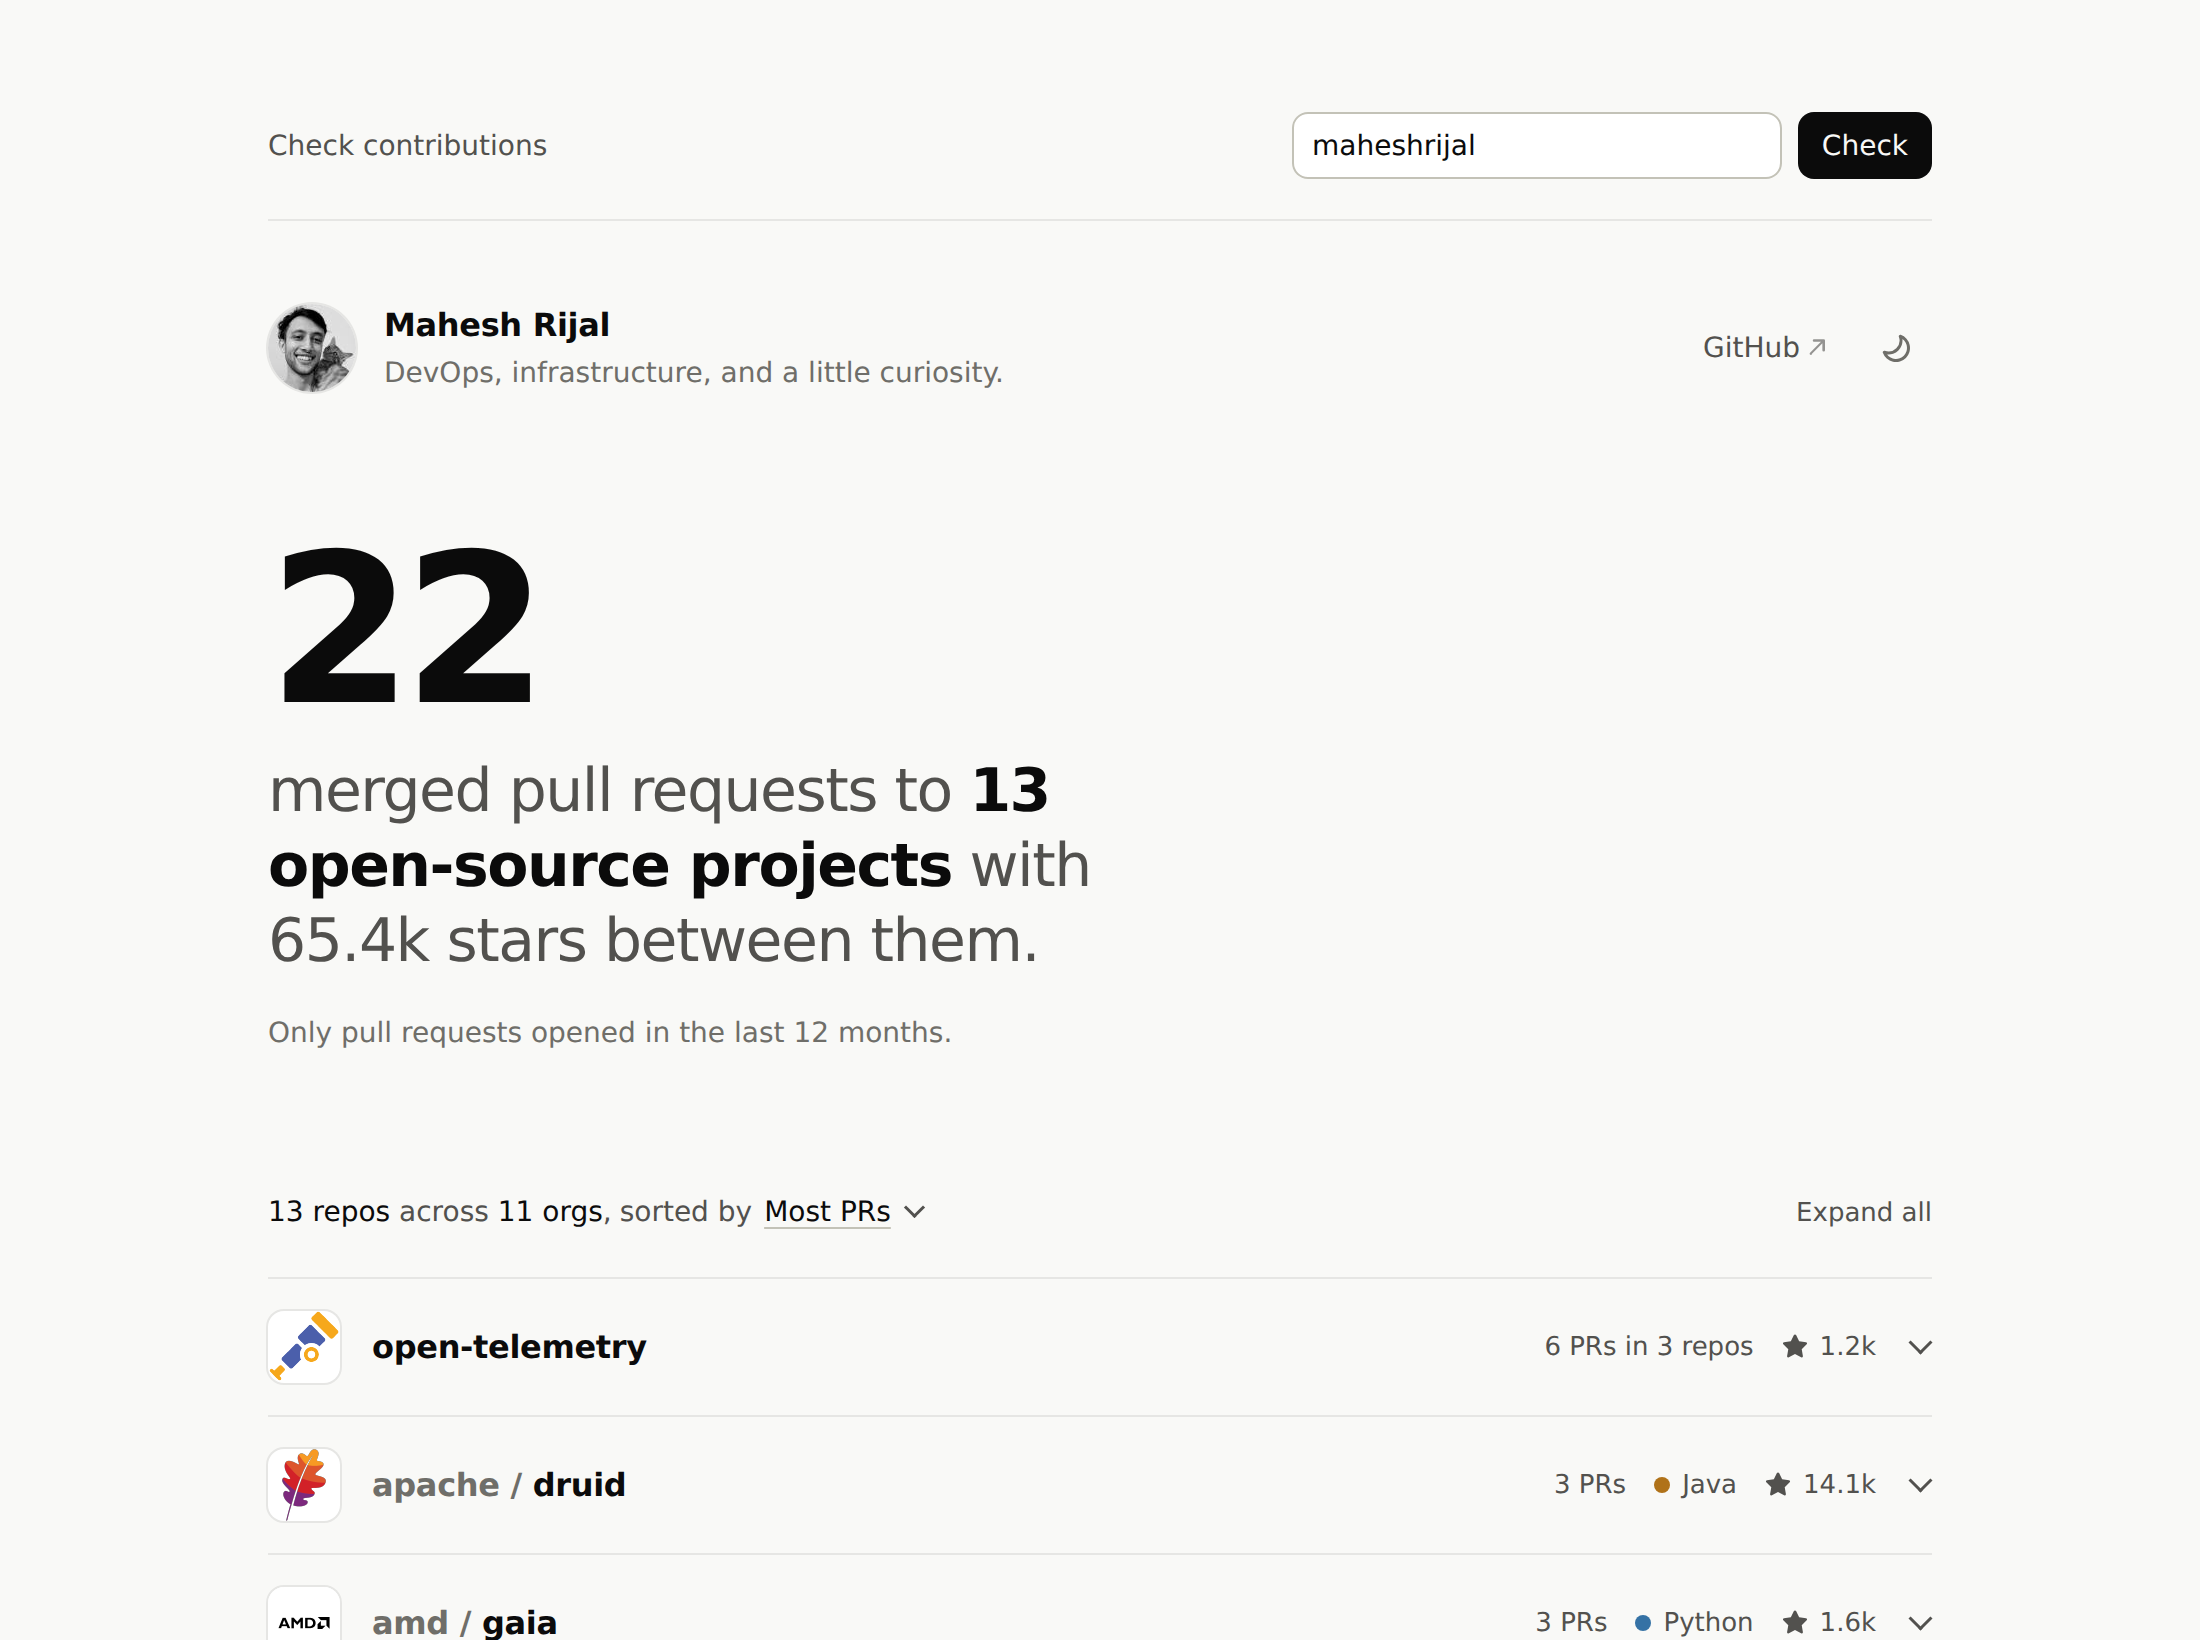 Check contributions
maheshrijal
Check
Mahesh Rijal
DevOps, infrastructure, and a little curiosity.
GitHub
22
merged pull requests to 13
open-source projects with
65.4k stars between them.
Only pull requests opened in the last 12 months.
13 repos across 11 orgs, sorted by Most PRs
Expand all
open-telemetry
6 PRs in 3 repos
1.2k
apache / druid
3 PRs
Java
14.1k
AMD
amd / gaia
3 PRs
Python
1.6k